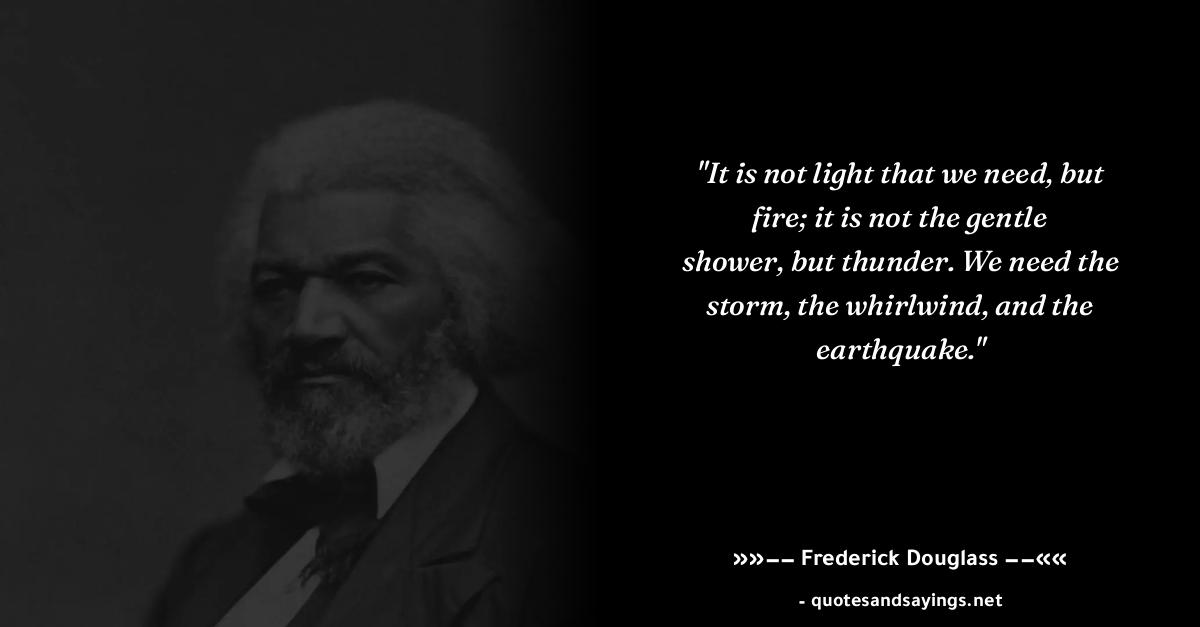 "It is not light that we need, but
fire; it is not the gentle
shower, but thunder. We need the
storm, the whirlwind, and the
earthquake."
»»–– Frederick Douglass ––««
- quotesandsayings.net